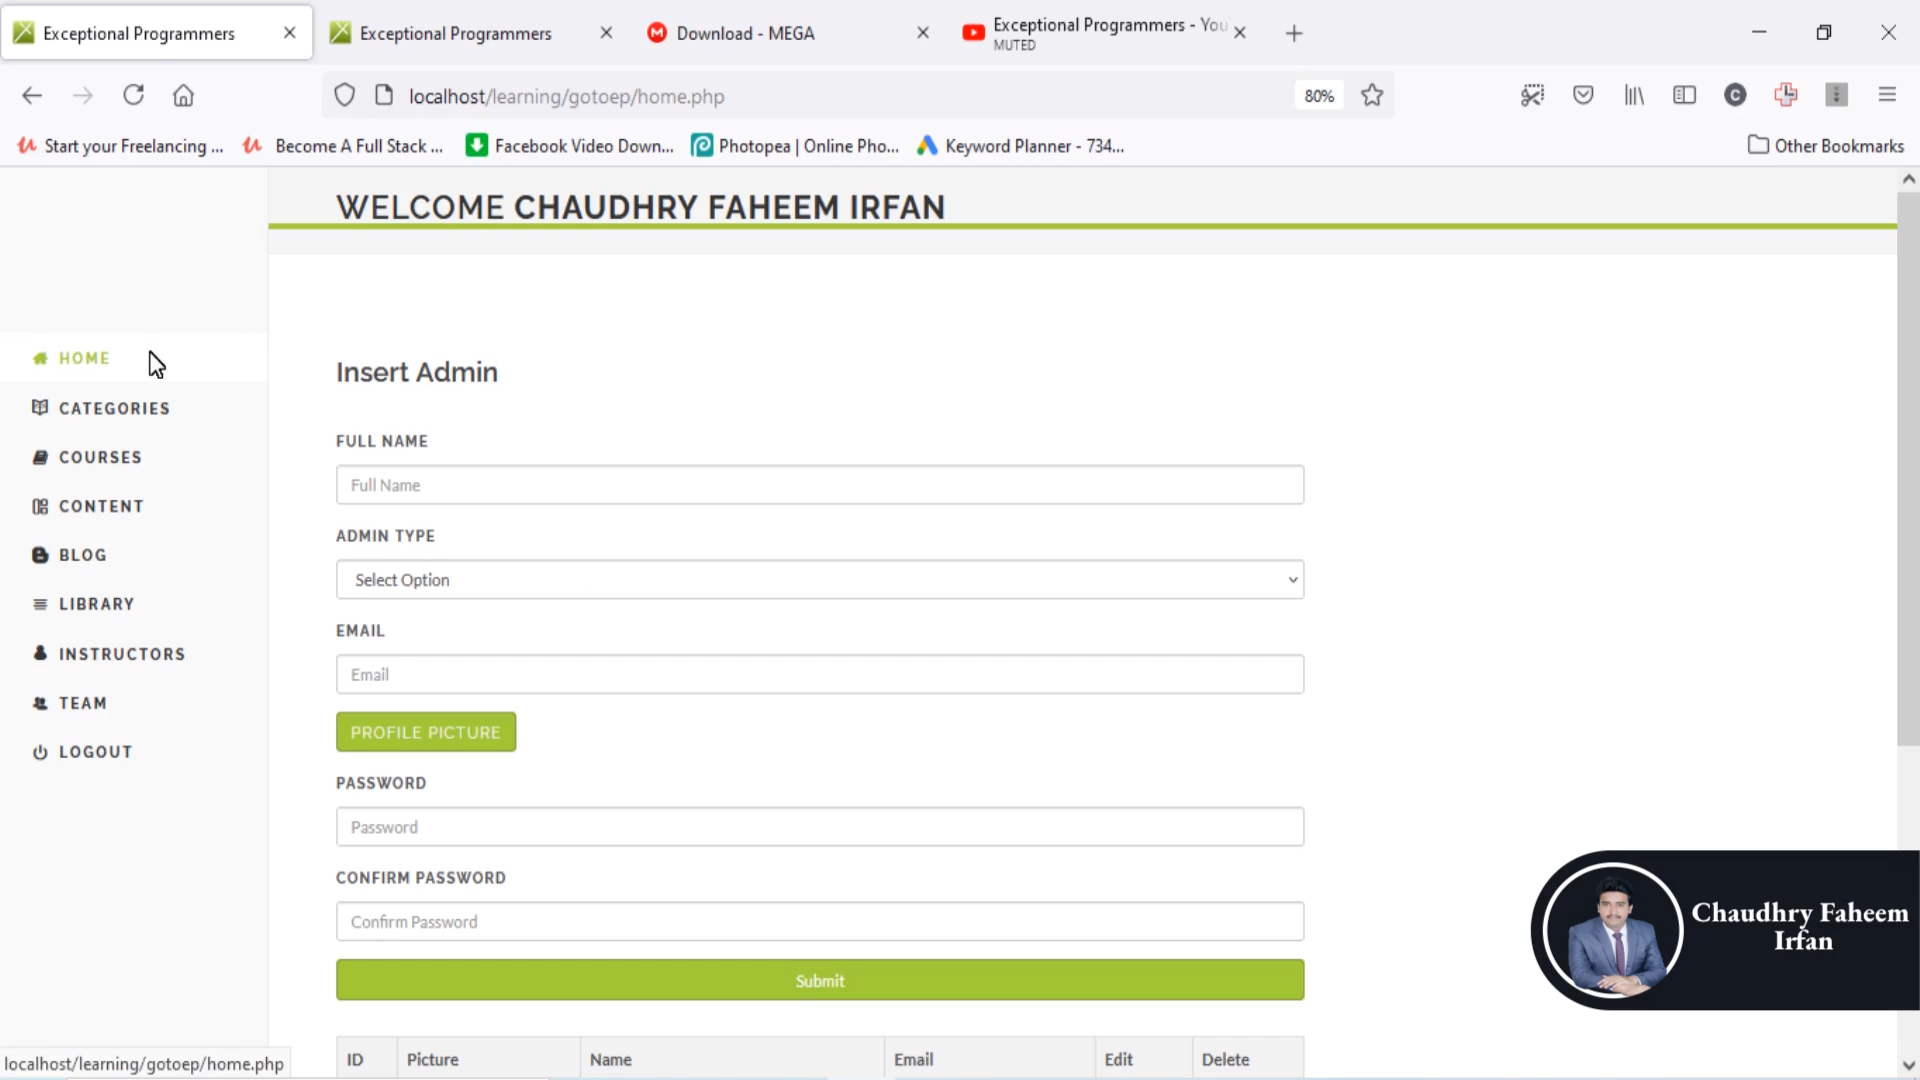 Exceptional Programmers
Exceptional Programmers
Download - MEGA
Exceptional Programmers - You
MUTED
localhost/learning/gotoep/home.php
80%
Start your Freelancing ...
Become A Full Stack ...
Facebook Video Down...
Photopea | Online Pho...
Keyword Planner - 734...
Other Bookmarks
WELCOME CHAUDHRY FAHEEM IRFAN
HOME
CATEGORIES
COURSES
CONTENT
BLOG
LIBRARY
INSTRUCTORS
TEAM
LOGOUT
Insert Admin
FULL NAME
Full Name
ADMIN TYPE
Select Option
EMAIL
Email
PROFILE PICTURE
PASSWORD
Password
CONFIRM PASSWORD
Confirm Password
Submit
ID Picture Name Email Edit Delete
Chaudhry Faheem
Irfan
localhost/learning/gotoep/home.php